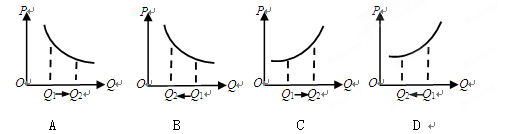 P↵ P↵ P↵ P↵
O Q₁→Q₂↵ Q↵ O Q₂←Q₁↵ Q↵ O Q₁→Q₂↵ Q↵ O Q₂←Q₁↵ Q↵
A B C D ↵